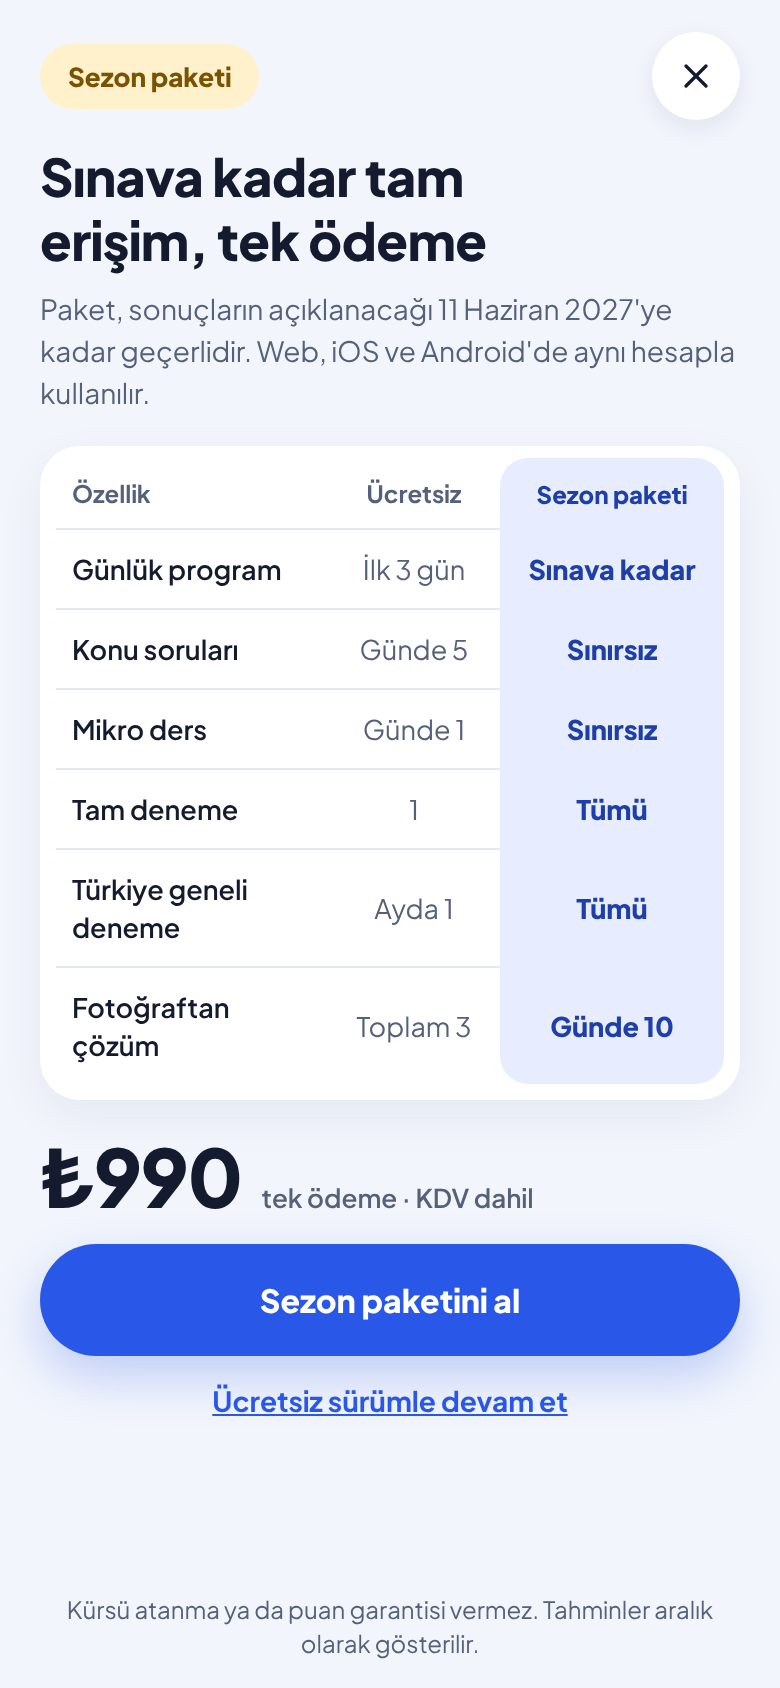 Sezon paketi
Sınava kadar tam
erişim, tek ödeme
Paket, sonuçların açıklanacağı 11 Haziran 2027'ye
kadar geçerlidir. Web, iOS ve Android'de aynı hesapla
kullanılır.
Özellik Ücretsiz Sezon paketi
Günlük program İlk 3 gün Sınava kadar
Konu soruları Günde 5 Sınırsız
Mikro ders Günde 1 Sınırsız
Tam deneme 1 Tümü
Türkiye geneli
deneme Ayda 1 Tümü
Fotoğraftan
çözüm Toplam 3 Günde 10
₺990 tek ödeme · KDV dahil
Sezon paketini al
Ücretsiz sürümle devam et
Kürsü atanma ya da puan garantisi vermez. Tahminler aralık
olarak gösterilir.